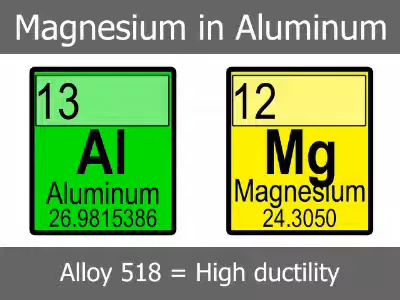 Magnesium in Aluminum
13
Al
Aluminum
26.9815386
12
Mg
Magnesium
24.3050
Alloy 518 = High ductility